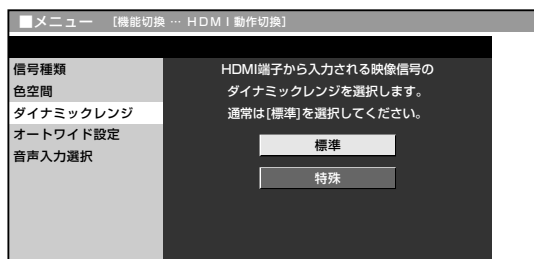 ■メニュー [機能切換 … HDMI動作切換]
信号種類
色空間
ダイナミックレンジ
オートワイド設定
音声入力選択
HDMI端子から入力される映像信号の
ダイナミックレンジを選択します。
通常は[標準]を選択してください。
標準
特殊